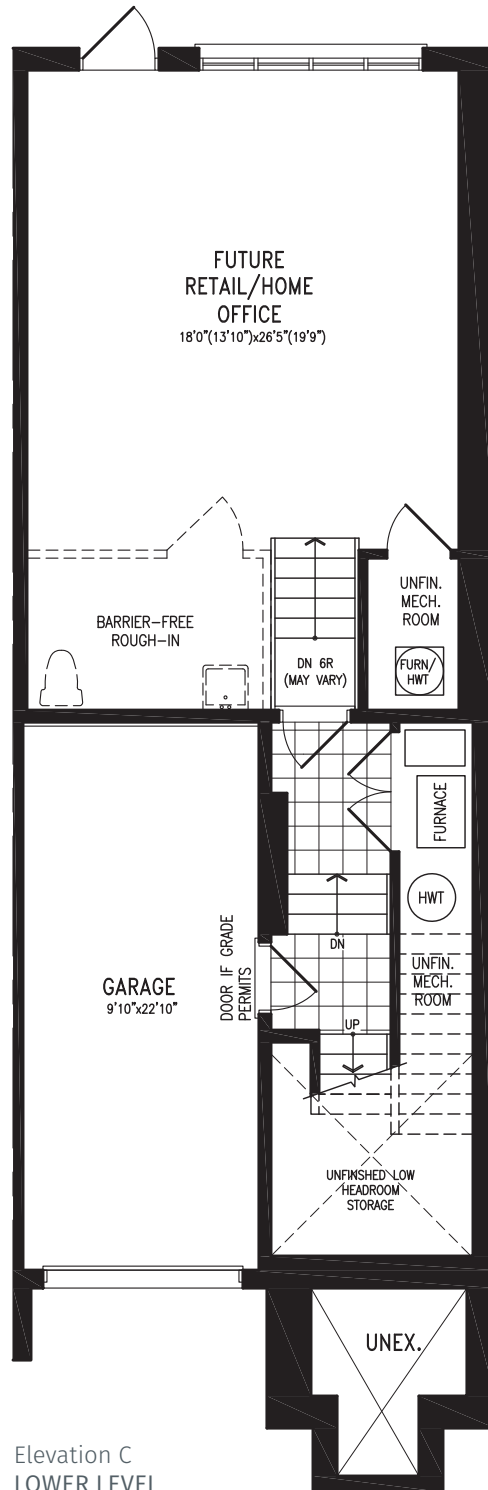 FUTURE
RETAIL/HOME
OFFICE
18'0"(13'10")x26'5"(19'9")
BARRIER-FREE
ROUGH-IN
DN 6R
(MAY VARY)
UNFIN.
MECH.
ROOM
FURN/
HWT
FURNACE
HWT
DN
UNFIN.
MECH.
ROOM
GARAGE
9'10"x22'10"
DOOR IF GRADE
PERMITS
UP
UNFINISHED LOW
HEADROOM
STORAGE
UNEX.
Elevation C
LOWER LEVEL